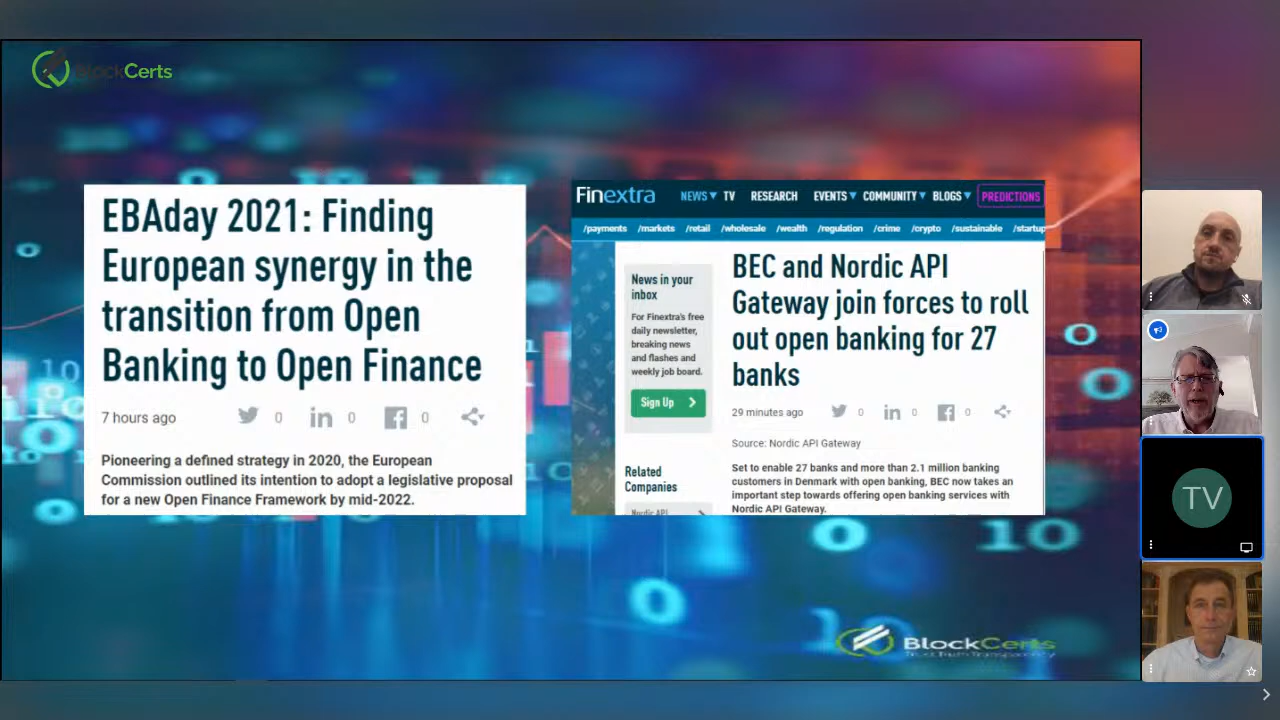 BlockCerts
EBAday 2021: Finding
European synergy in the
transition from Open
Banking to Open Finance
7 hours ago
0
0
0
Pioneering a defined strategy in 2020, the European
Commission outlined its intention to adopt a legislative proposal
for a new Open Finance Framework by mid-2022.
Finextra NEWS TV RESEARCH EVENTS COMMUNITY BLOGS PREDICTIONS
/payments /markets /retail /wholesale /wealth /regulation /crime /crypto /sustainable /startup
News in your
inbox
For Finextra's free
daily newsletter,
breaking news
and flashes and
weekly job board.
Sign Up
Related
Companies
Nordic API
BEC and Nordic API
Gateway join forces to roll
out open banking for 27
banks
29 minutes ago
0
0
0
Source: Nordic API Gateway
Set to enable 27 banks and more than 2.1 million banking
customers in Denmark with open banking, BEC now takes an
important step towards offering open banking services with
Nordic API Gateway.
BlockCerts
Trust Truth Transparency
TV